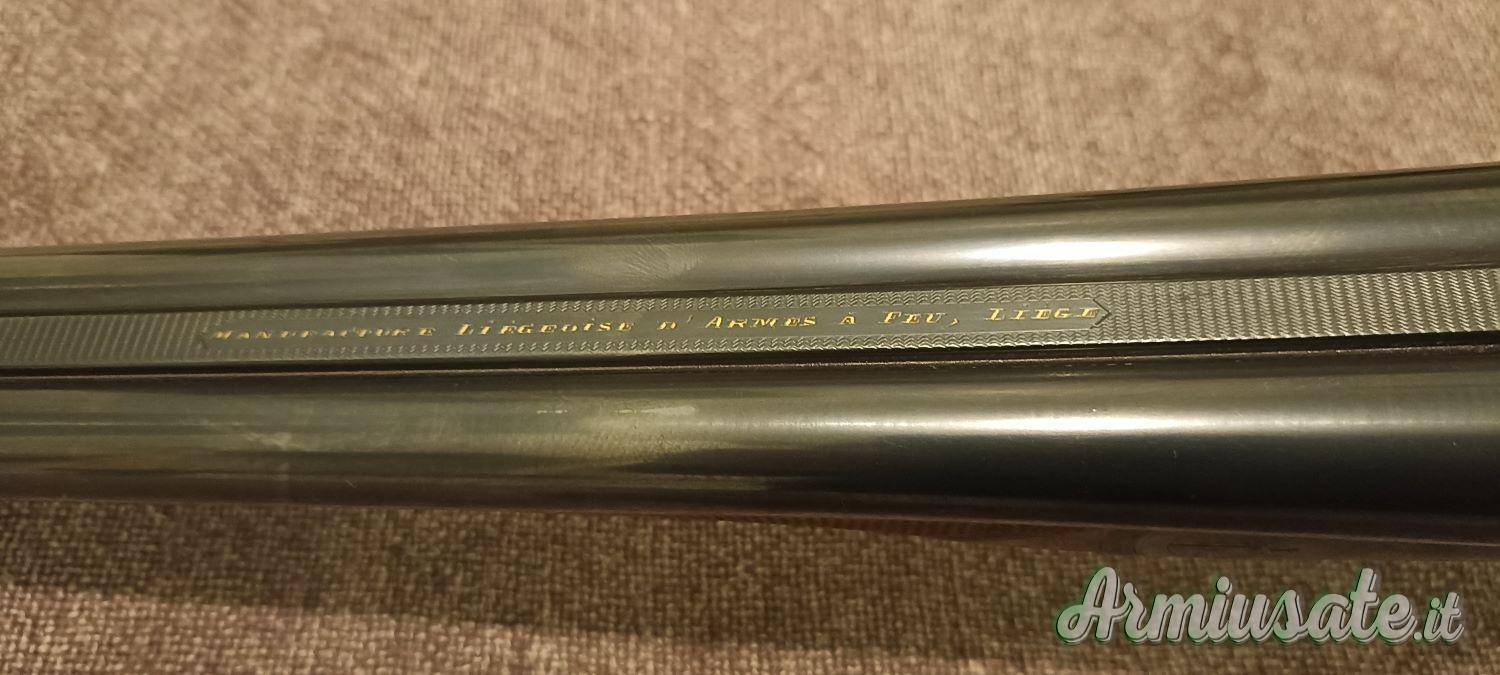 MANUFACTURE LIÉGEOISE D'ARMES À FEU, LIEGE
Armiusate.it